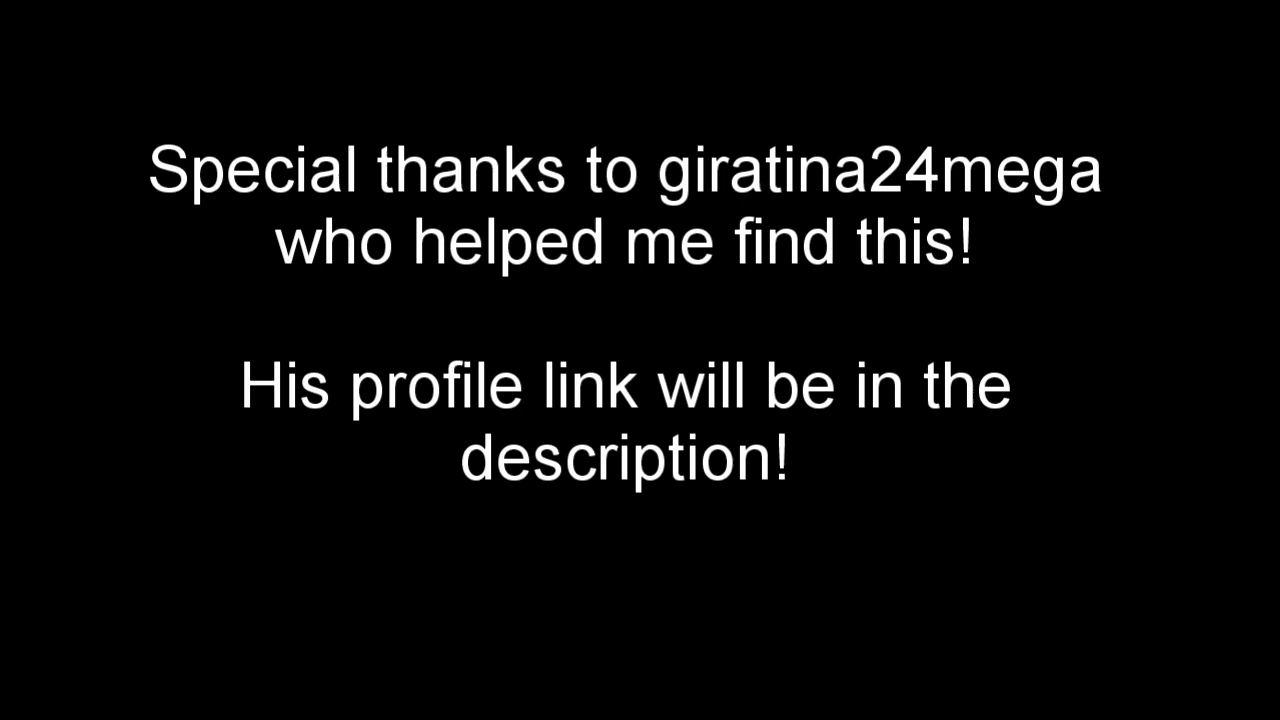 Special thanks to giratina24mega
who helped me find this!
His profile link will be in the
description!